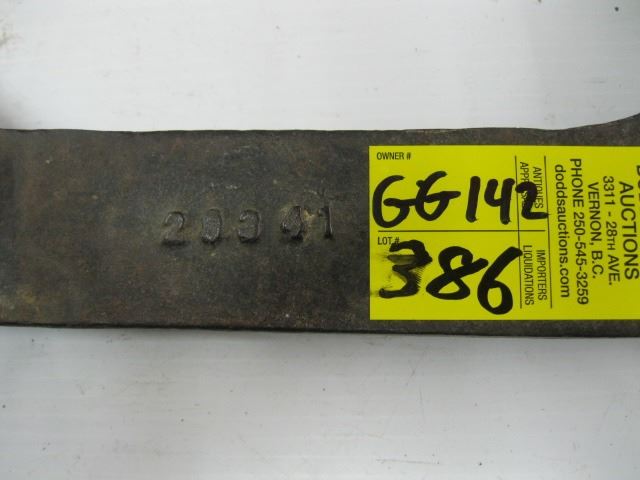 20341
OWNER #
GG142
LOT #
386
ANTIQUES
IMPORTERS
LIQUIDATIONS
AUCTIONS
3311 - 28TH AVE.
VERNON, B.C.
PHONE 250-545-3259
doddsauctions.com